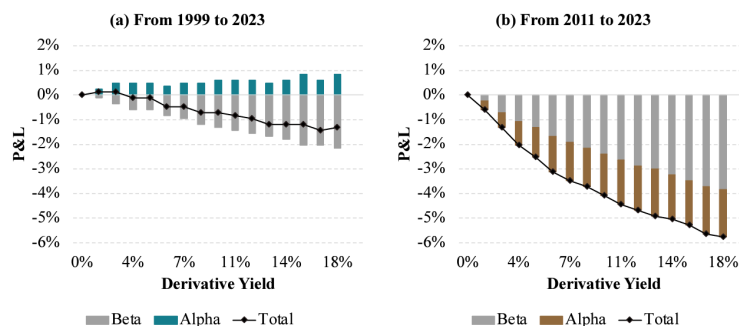 (a) From 1999 to 2023
2%
1%
0%
-1%
-2%
-3%
-4%
-5%
-6%
P&L
0% 4% 7% 11% 14% 18%
Derivative Yield
Beta Alpha Total
(b) From 2011 to 2023
2%
1%
0%
-1%
-2%
-3%
-4%
-5%
-6%
P&L
0% 4% 7% 11% 14% 18%
Derivative Yield
Beta Alpha Total